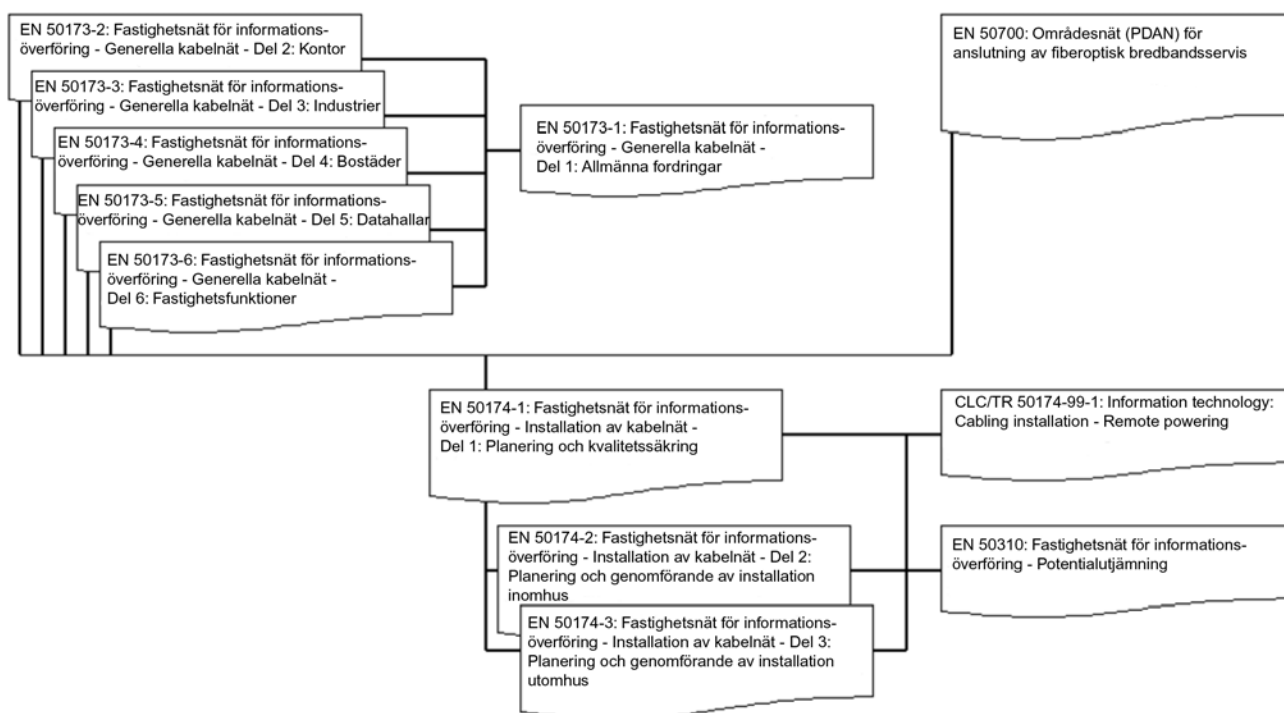 EN 50173-2: Fastighetsnät för informations-
överföring - Generella kabelnät - Del 2: Kontor
EN 50173-3: Fastighetsnät för informations-
överföring - Generella kabelnät - Del 3: Industrier
EN 50173-4: Fastighetsnät för informations-
överföring - Generella kabelnät - Del 4: Bostäder
EN 50173-5: Fastighetsnät för informations-
överföring - Generella kabelnät - Del 5: Datahallar
EN 50173-6: Fastighetsnät för informations-
överföring - Generella kabelnät -
Del 6: Fastighetsfunktioner
EN 50173-1: Fastighetsnät för informations-
överföring - Generella kabelnät -
Del 1: Allmänna fordringar
EN 50700: Områdesnät (PDAN) för
anslutning av fiberoptisk bredbandsservis
EN 50174-1: Fastighetsnät för informations-
överföring - Installation av kabelnät -
Del 1: Planering och kvalitetssäkring
CLC/TR 50174-99-1: Information technology:
Cabling installation - Remote powering
EN 50174-2: Fastighetsnät för informations-
överföring - Installation av kabelnät - Del 2:
Planering och genomförande av installation
inomhus
EN 50310: Fastighetsnät för informations-
överföring - Potentialutjämning
EN 50174-3: Fastighetsnät för informations-
överföring - Installation av kabelnät - Del 3:
Planering och genomförande av installation
utomhus